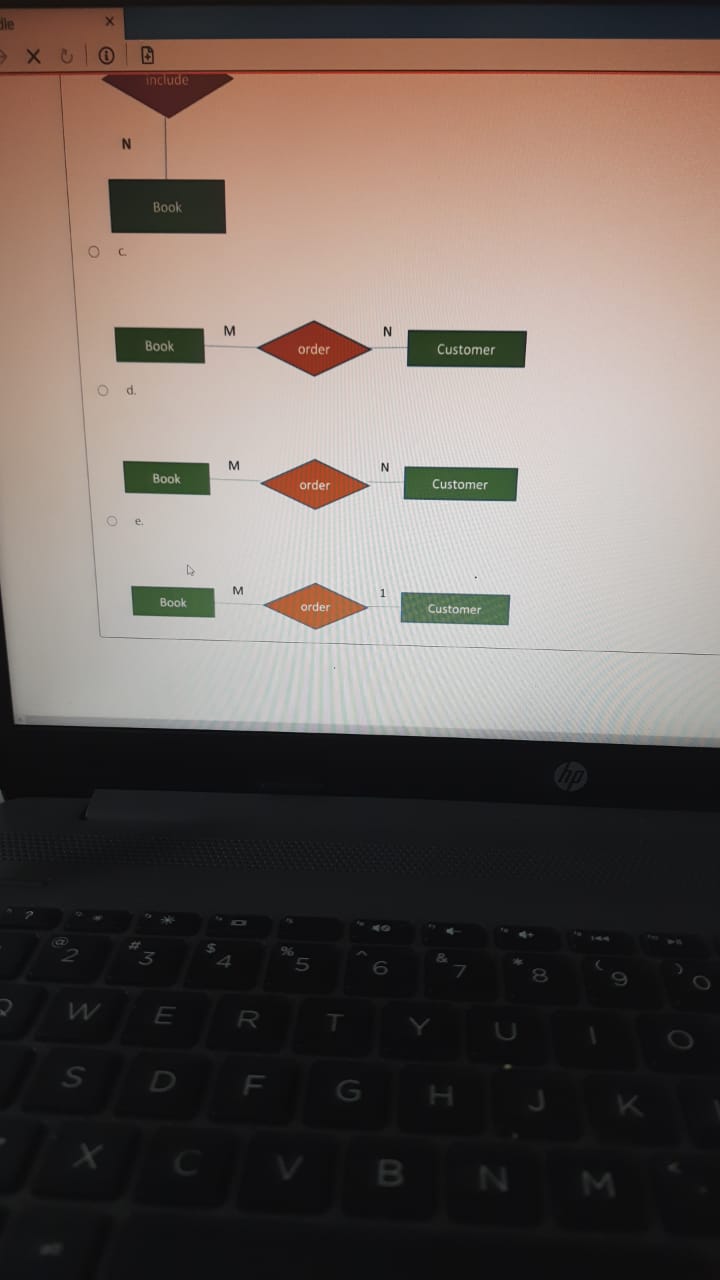 dle
include
N
Book
c.
M
N
Book
order
Customer
d.
M
N
Book
order
Customer
e.
M
1
Book
order
Customer
hp
?
@ # $ % ^ & * ( )
2 3 4 5 6 7 8 9 0
W E R T Y U I O
S D F G H J K
X C V B N M <